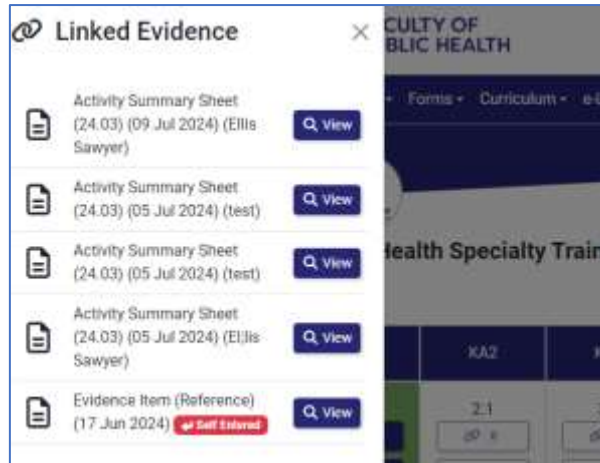 Linked Evidence
CULTY OF
BLIC HEALTH
Forms
Curriculum
Activity Summary Sheet
(24.03) (09 Jul 2024) (Ellis
Sawyer)
View
Activity Summary Sheet
(24.03) (05 Jul 2024) (test)
View
Activity Summary Sheet
(24.03) (05 Jul 2024) (test)
View
Activity Summary Sheet
(24.03) (05 Jul 2024) (El;lis
Sawyer)
View
Evidence Item (Reference)
(17 Jun 2024) Self Entered
View
Health Specialty Train
KA2
2.1